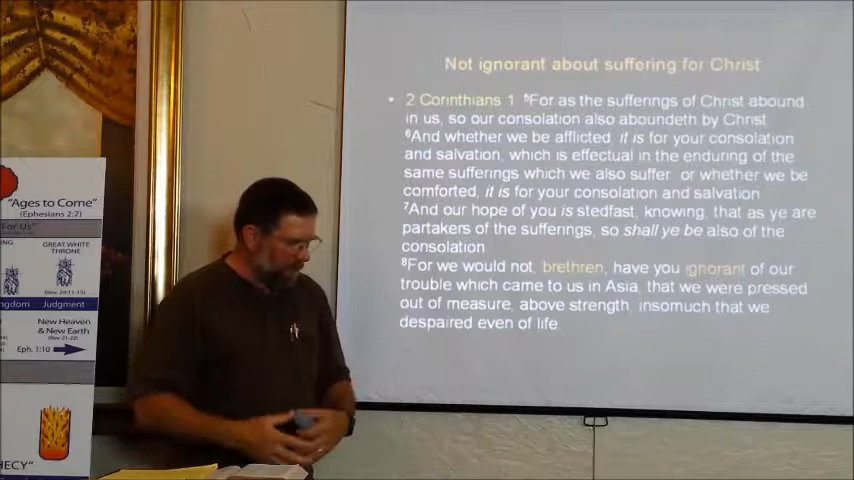 Not ignorant about suffering for Christ
• 2 Corinthians 1 ⁵For as the sufferings of Christ abound
in us, so our consolation also aboundeth by Christ
⁶And whether we be afflicted, it is for your consolation
and salvation, which is effectual in the enduring of the
same sufferings which we also suffer or whether we be
comforted, it is for your consolation and salvation
⁷And our hope of you is stedfast, knowing, that as ye are
partakers of the sufferings, so shall ye be also of the
consolation
⁸For we would not, brethren, have you ignorant of our
trouble which came to us in Asia, that we were pressed
out of measure, above strength, insomuch that we
despaired even of life
"Ages to Come"
(Ephesians 2:7)
For Us"
GREAT WHITE
THRONE
Judgment
New Heaven
& New Earth
Eph. 1:10
HECY"